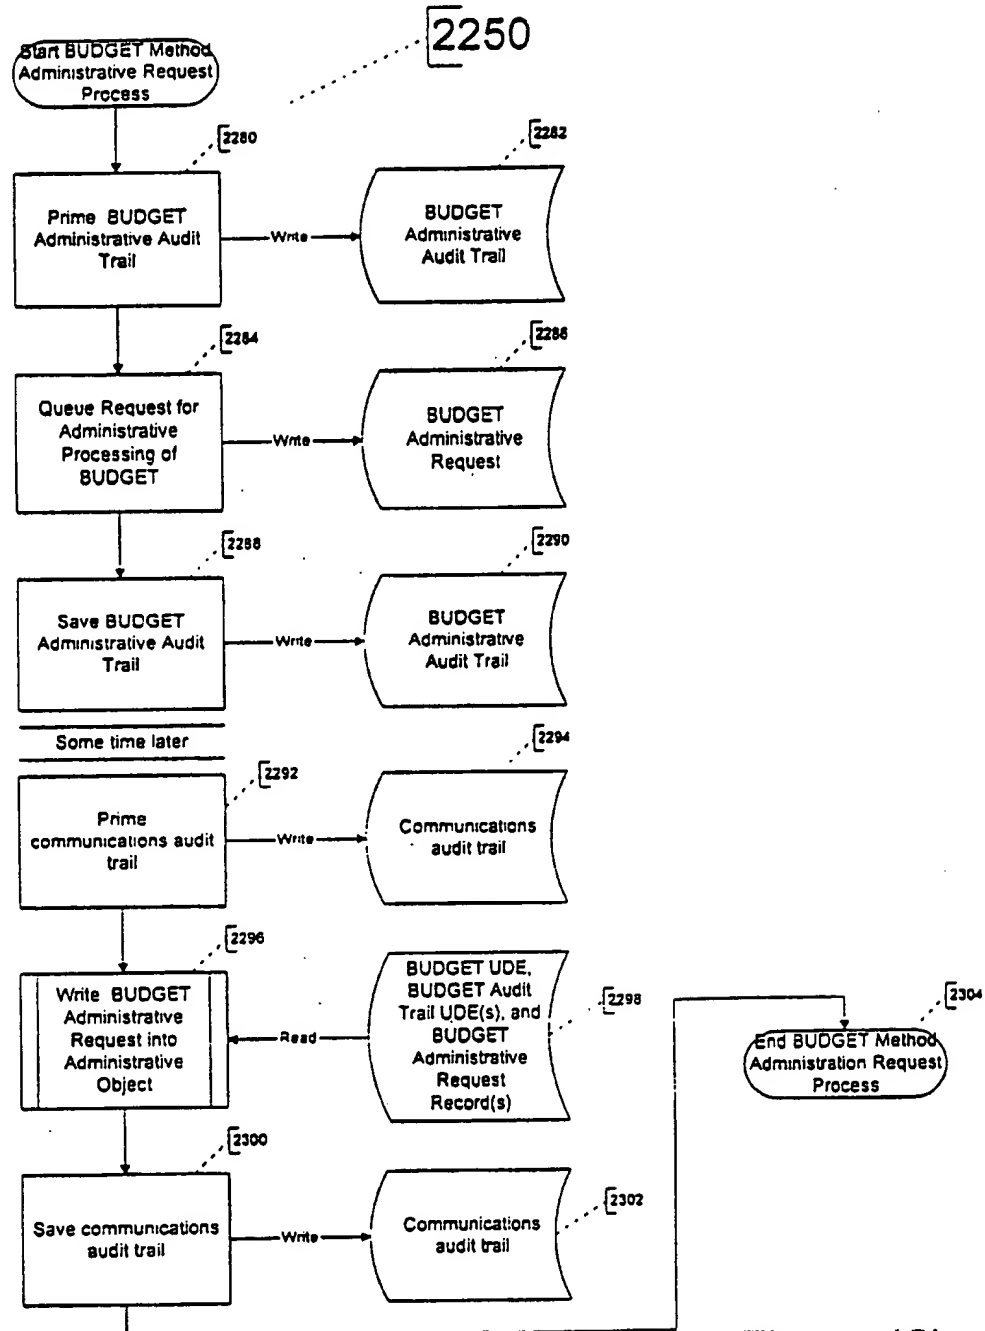 2250
Start BUDGET Method
Administrative Request
Process
2280
2282
Prime BUDGET
Administrative Audit
Trail
Write
BUDGET
Administrative
Audit Trail
2284
2286
Queue Request for
Administrative
Processing of
BUDGET
Write
BUDGET
Administrative
Request
2288
2290
Save BUDGET
Administrative Audit
Trail
Write
BUDGET
Administrative
Audit Trail
Some time later
2292
2294
Prime
communications audit
trail
Write
Communications
audit trail
2296
Write BUDGET
Administrative
Request into
Administrative
Object
Read
BUDGET UDE,
BUDGET Audit
Trail UDE(s), and
BUDGET
Administrative
Request
Record(s)
2298
2304
End BUDGET Method
Administration Request
Process
2300
Save communications
audit trail
Write
Communications
audit trail
2302